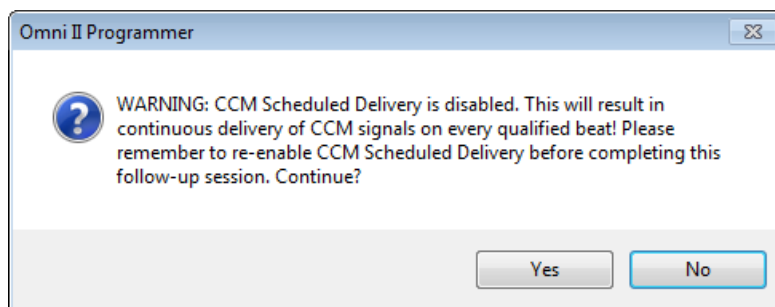 Omni II Programmer
WARNING: CCM Scheduled Delivery is disabled. This will result in
continuous delivery of CCM signals on every qualified beat! Please
remember to re-enable CCM Scheduled Delivery before completing this
follow-up session. Continue?
Yes
No